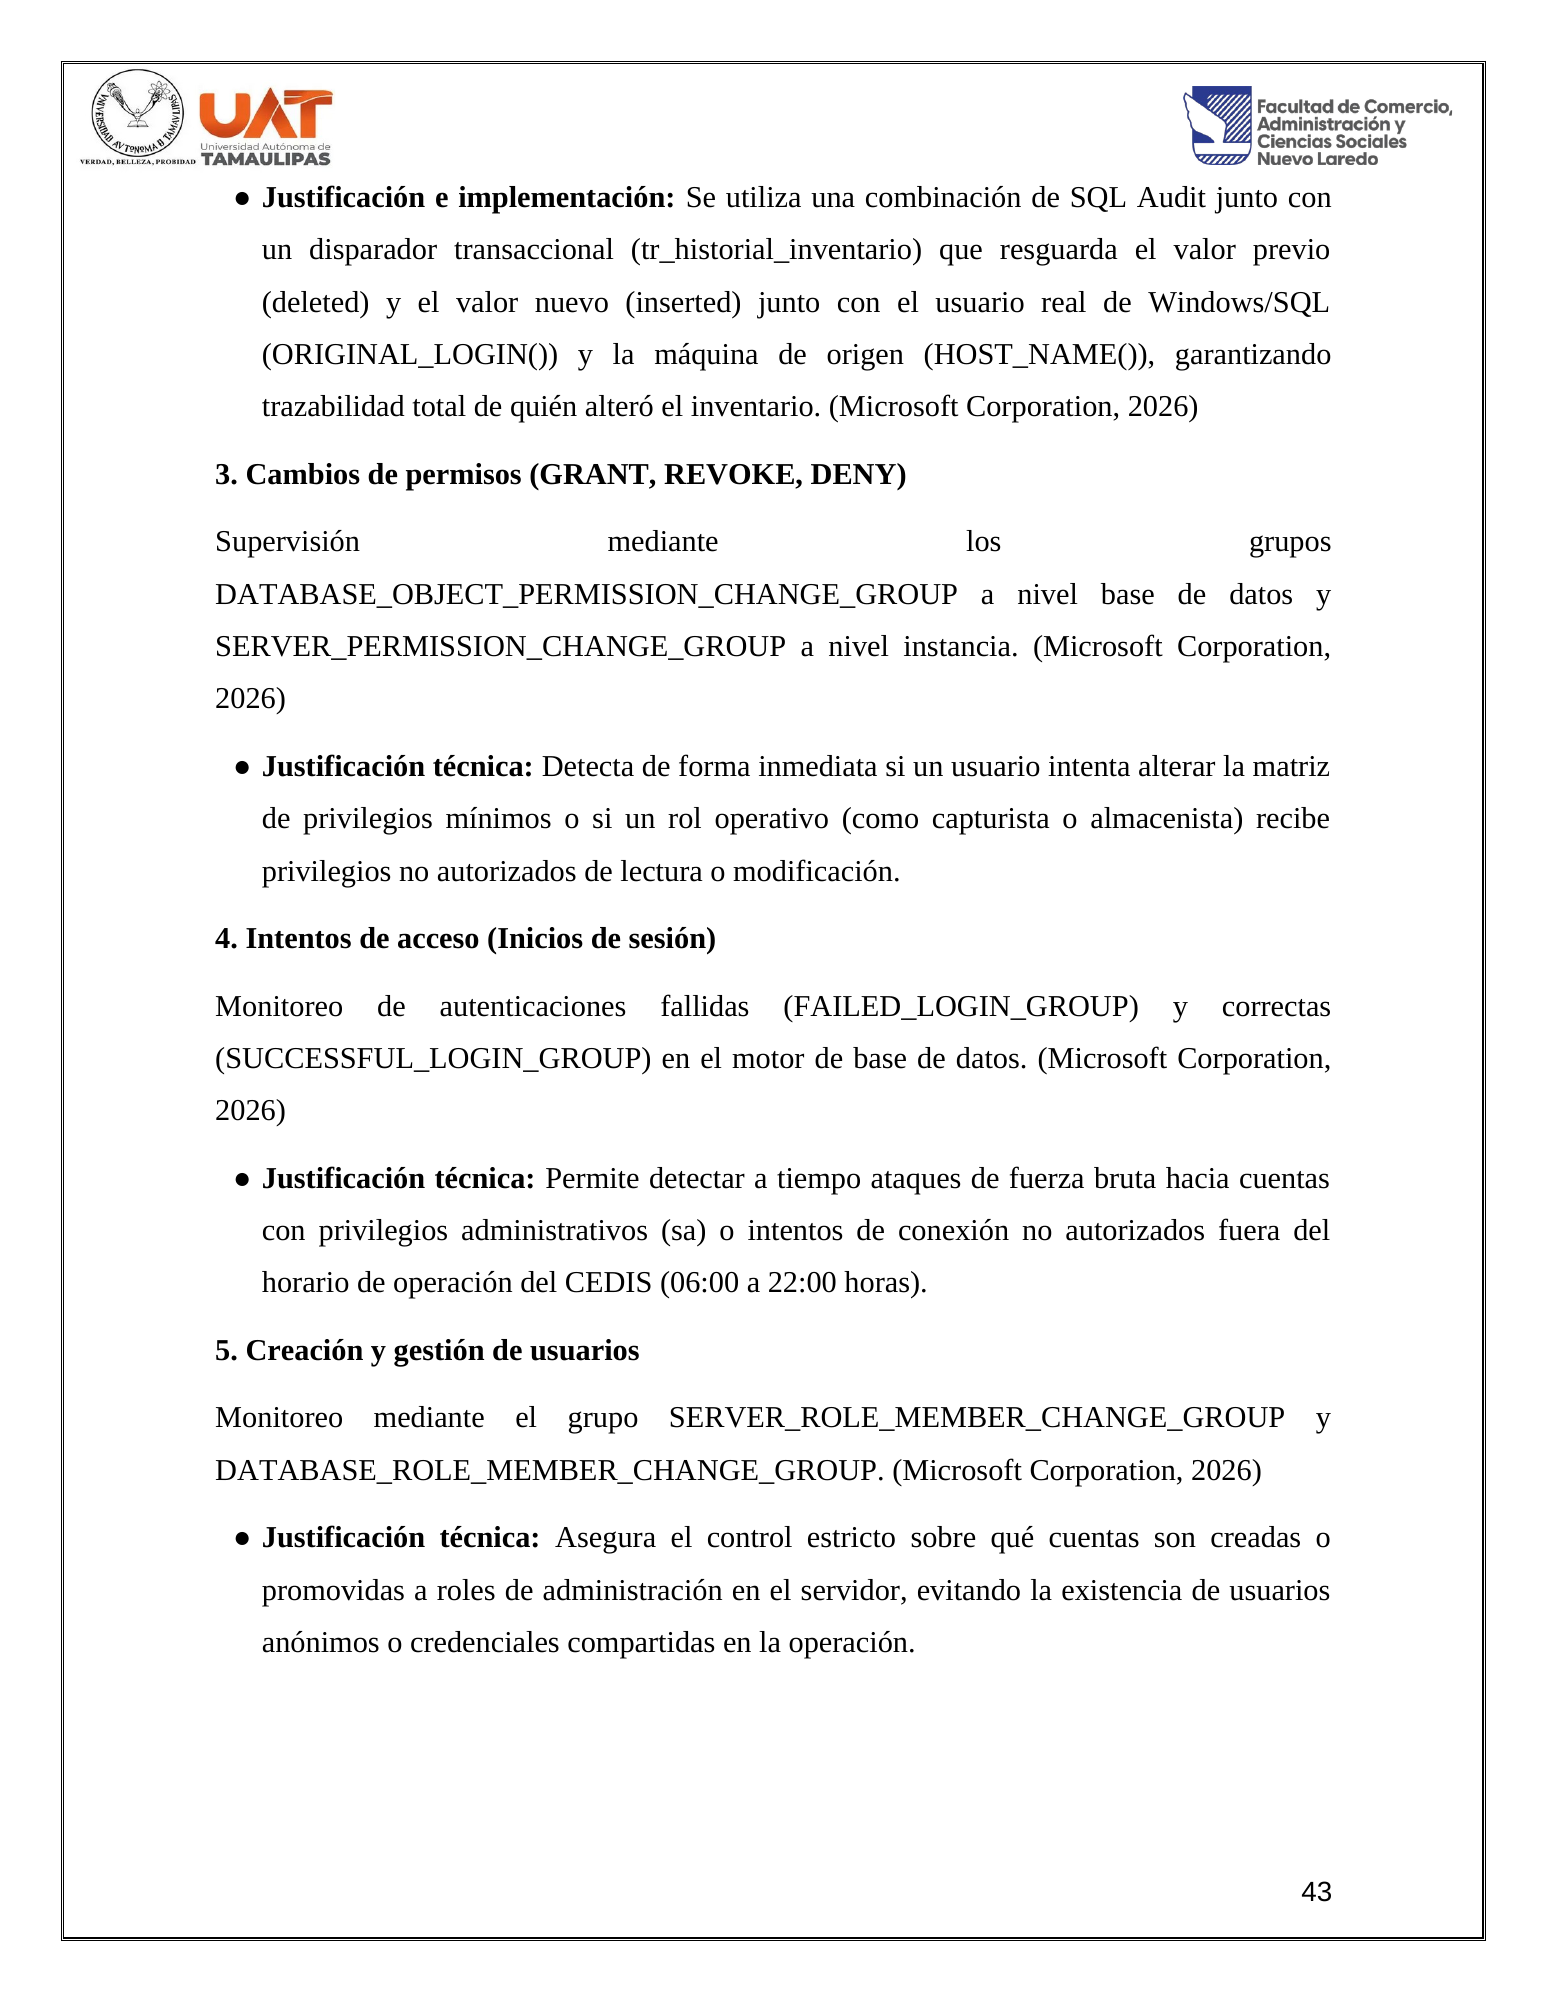 VNIVERSIDAD AVTONOMA D TAMAVLIPAS
VERDAD, BELLEZA, PROBIDAD
UAT
Universidad Autónoma de
TAMAULIPAS
Facultad de Comercio,
Administración y
Ciencias Sociales
Nuevo Laredo
● Justificación e implementación: Se utiliza una combinación de SQL Audit junto con
un disparador transaccional (tr_historial_inventario) que resguarda el valor previo
(deleted) y el valor nuevo (inserted) junto con el usuario real de Windows/SQL
(ORIGINAL_LOGIN()) y la máquina de origen (HOST_NAME()), garantizando
trazabilidad total de quién alteró el inventario. (Microsoft Corporation, 2026)
3. Cambios de permisos (GRANT, REVOKE, DENY)
Supervisión mediante los grupos
DATABASE_OBJECT_PERMISSION_CHANGE_GROUP a nivel base de datos y
SERVER_PERMISSION_CHANGE_GROUP a nivel instancia. (Microsoft Corporation,
2026)
● Justificación técnica: Detecta de forma inmediata si un usuario intenta alterar la matriz
de privilegios mínimos o si un rol operativo (como capturista o almacenista) recibe
privilegios no autorizados de lectura o modificación.
4. Intentos de acceso (Inicios de sesión)
Monitoreo de autenticaciones fallidas (FAILED_LOGIN_GROUP) y correctas
(SUCCESSFUL_LOGIN_GROUP) en el motor de base de datos. (Microsoft Corporation,
2026)
● Justificación técnica: Permite detectar a tiempo ataques de fuerza bruta hacia cuentas
con privilegios administrativos (sa) o intentos de conexión no autorizados fuera del
horario de operación del CEDIS (06:00 a 22:00 horas).
5. Creación y gestión de usuarios
Monitoreo mediante el grupo SERVER_ROLE_MEMBER_CHANGE_GROUP y
DATABASE_ROLE_MEMBER_CHANGE_GROUP. (Microsoft Corporation, 2026)
● Justificación técnica: Asegura el control estricto sobre qué cuentas son creadas o
promovidas a roles de administración en el servidor, evitando la existencia de usuarios
anónimos o credenciales compartidas en la operación.
43